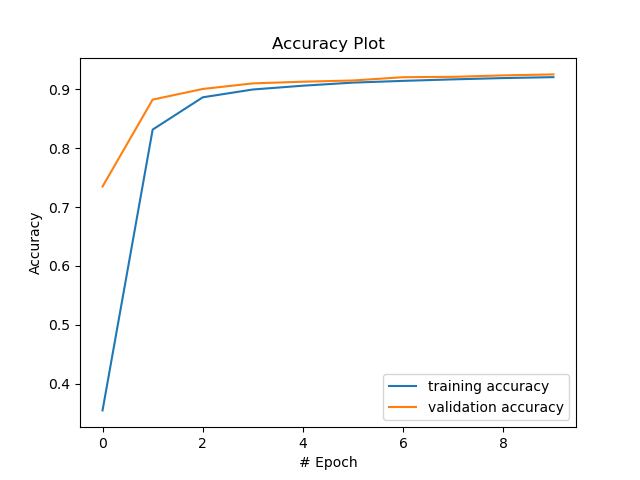 Accuracy Plot
0.9
0.8
0.7
0.6
0.5
0.4
Accuracy
0 2 4 6 8
# Epoch
training accuracy
validation accuracy